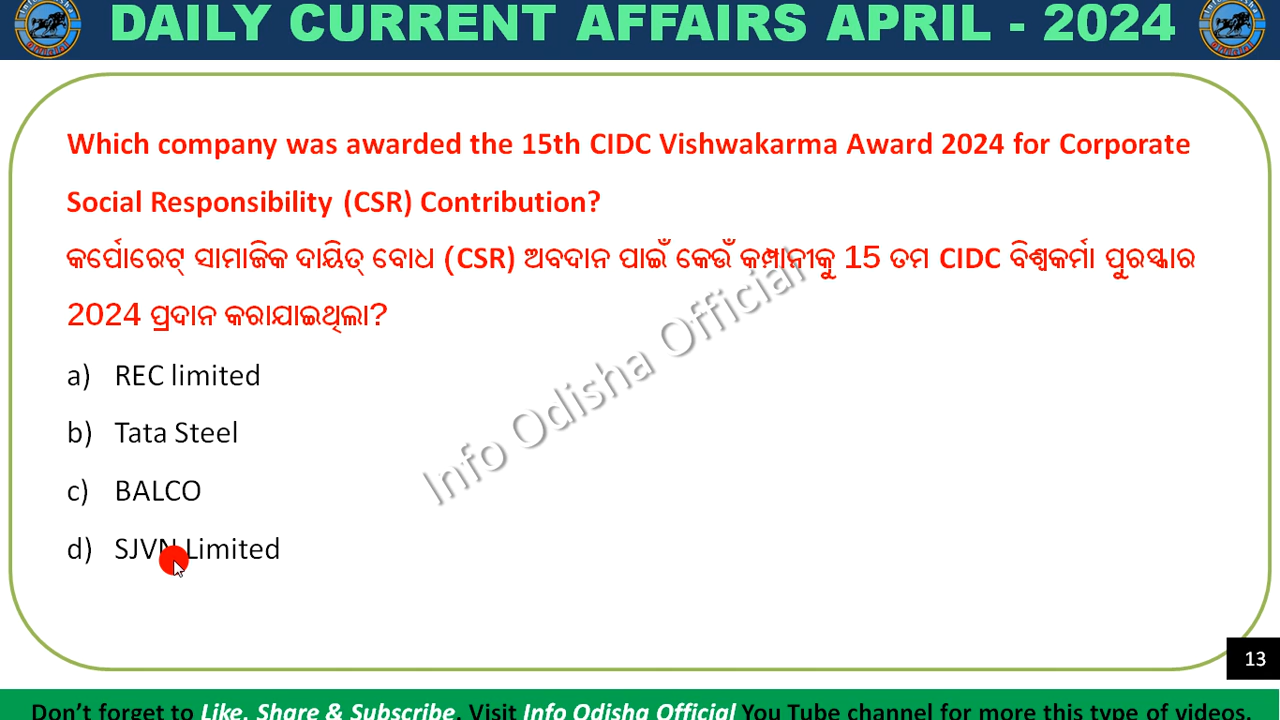 DAILY CURRENT AFFAIRS APRIL - 2024
Which company was awarded the 15th CIDC Vishwakarma Award 2024 for Corporate
Social Responsibility (CSR) Contribution?
କର୍ପୋରେଟ୍ ସାମାଜିକ ଦାୟିତ୍ ବୋଧ (CSR) ଅବଦାନ ପାଇଁ କେଉଁ କମ୍ପାନୀକୁ 15 ତମ CIDC ବିଶ୍ୱକର୍ମା ପୁରସ୍କାର
2024 ପ୍ରଦାନ କରାଯାଇଥିଲା?
a) REC limited
b) Tata Steel
c) BALCO
d) SJVN Limited
Info Odisha Official
13
Don't forget to Like, Share & Subscribe. Visit Info Odisha Official You Tube channel for more this type of videos.